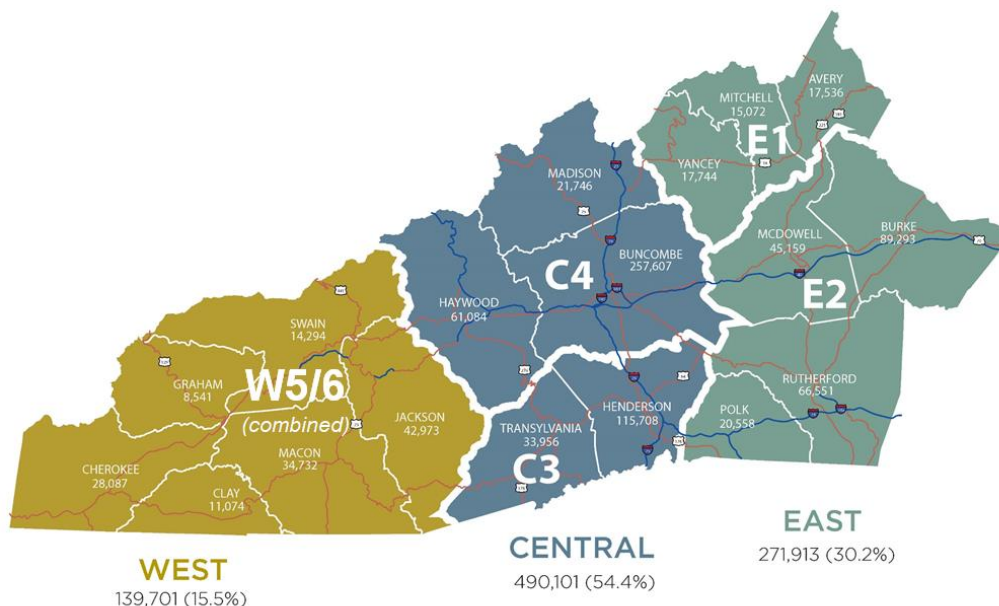 AVERY
17,536
MITCHELL
15,072
E1
YANCEY
17,744
MADISON
21,746
MCDOWELL
45,159
BURKE
89,293
BUNCOMBE
257,607
C4
E2
HAYWOOD
61,084
SWAIN
14,294
GRAHAM
8,541
W5/6
(combined)
JACKSON
42,973
RUTHERFORD
66,551
HENDERSON
115,708
POLK
20,558
TRANSYLVANIA
33,956
C3
MACON
34,732
CHEROKEE
28,087
CLAY
11,074
EAST
271,913 (30.2%)
CENTRAL
490,101 (54.4%)
WEST
139,701 (15.5%)